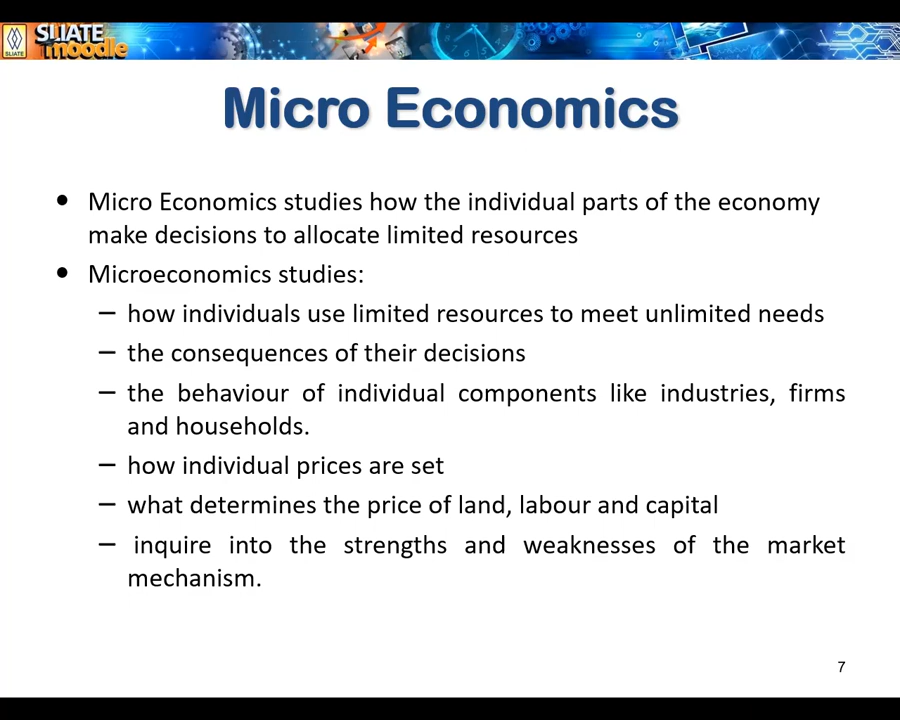 SLIATE
SLIATE
moodle
Micro Economics
• Micro Economics studies how the individual parts of the economy
make decisions to allocate limited resources
• Microeconomics studies:
– how individuals use limited resources to meet unlimited needs
– the consequences of their decisions
– the behaviour of individual components like industries, firms
and households.
– how individual prices are set
– what determines the price of land, labour and capital
– inquire into the strengths and weaknesses of the market
mechanism.
7